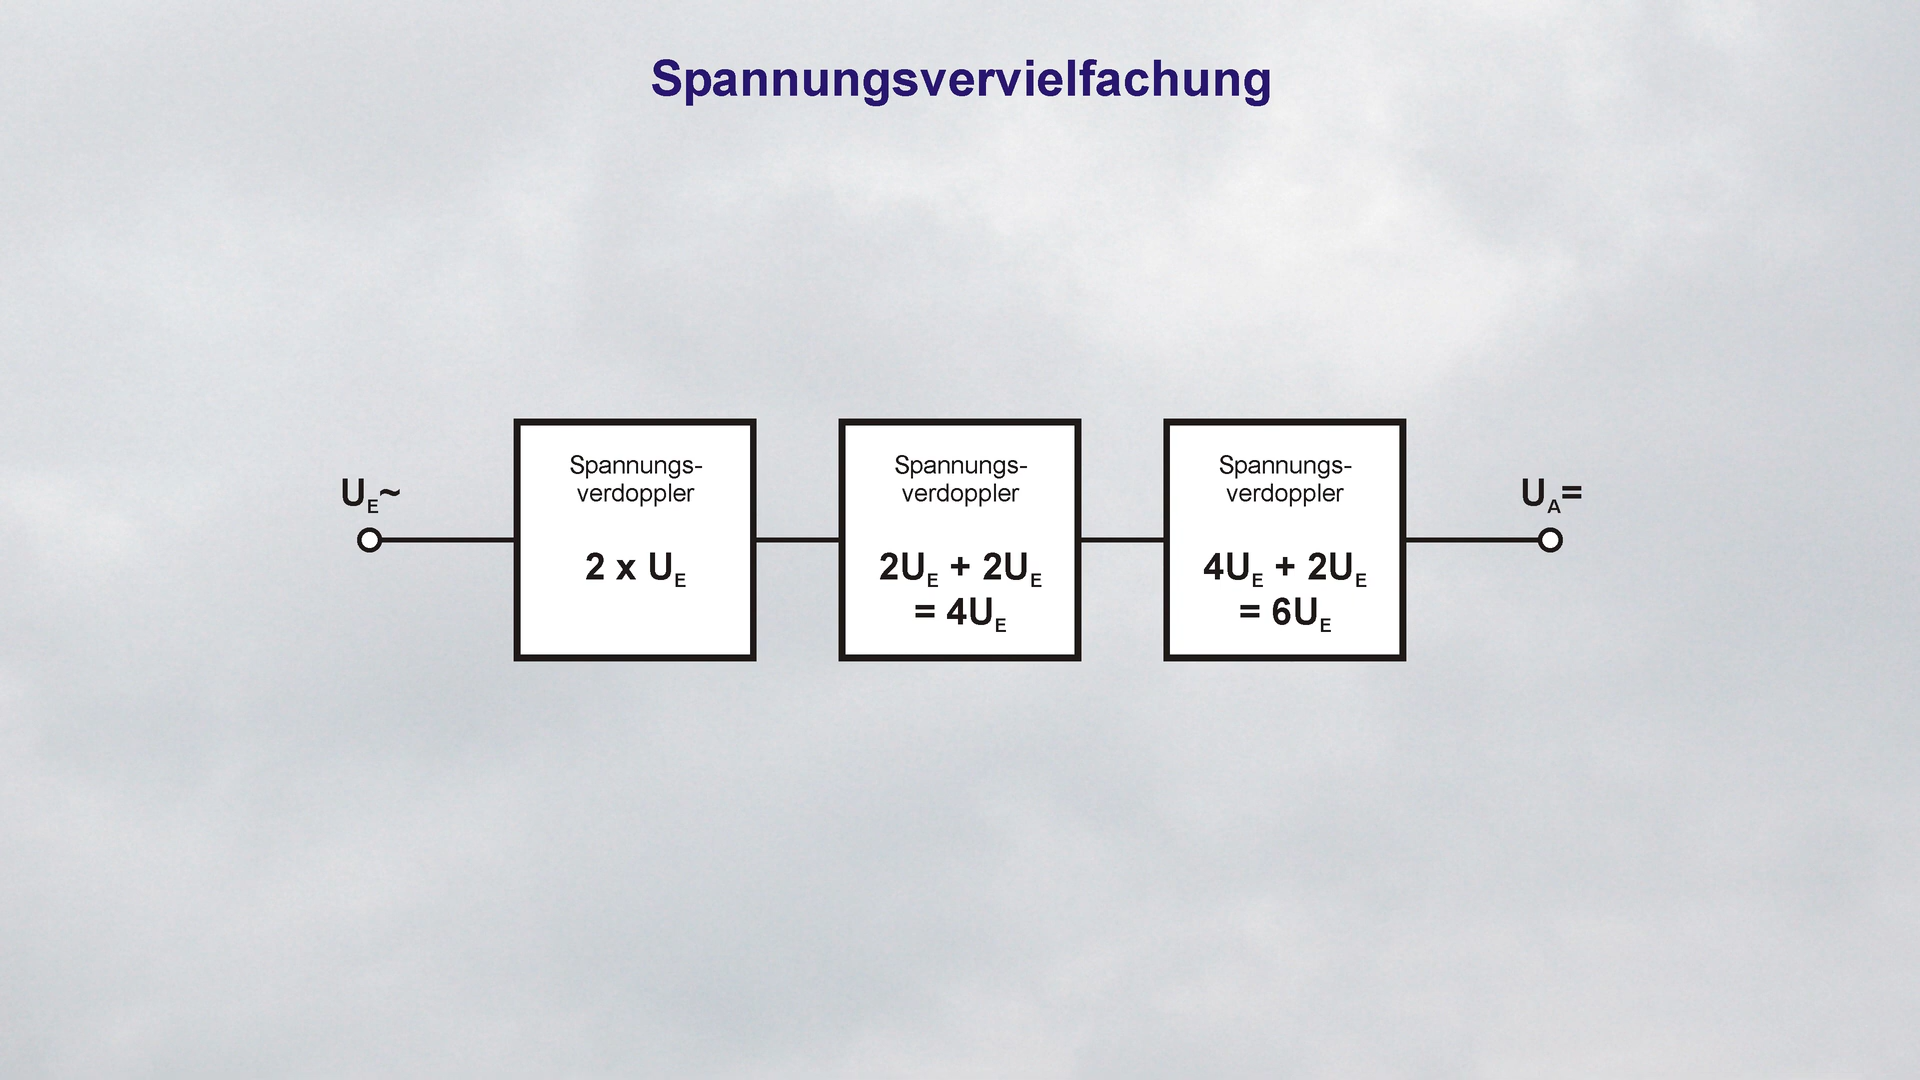 Spannungsvervielfachung
U_E~
Spannungs-
verdoppler
2 x U_E
Spannungs-
verdoppler
2U_E + 2U_E
= 4U_E
Spannungs-
verdoppler
4U_E + 2U_E
= 6U_E
U_A=